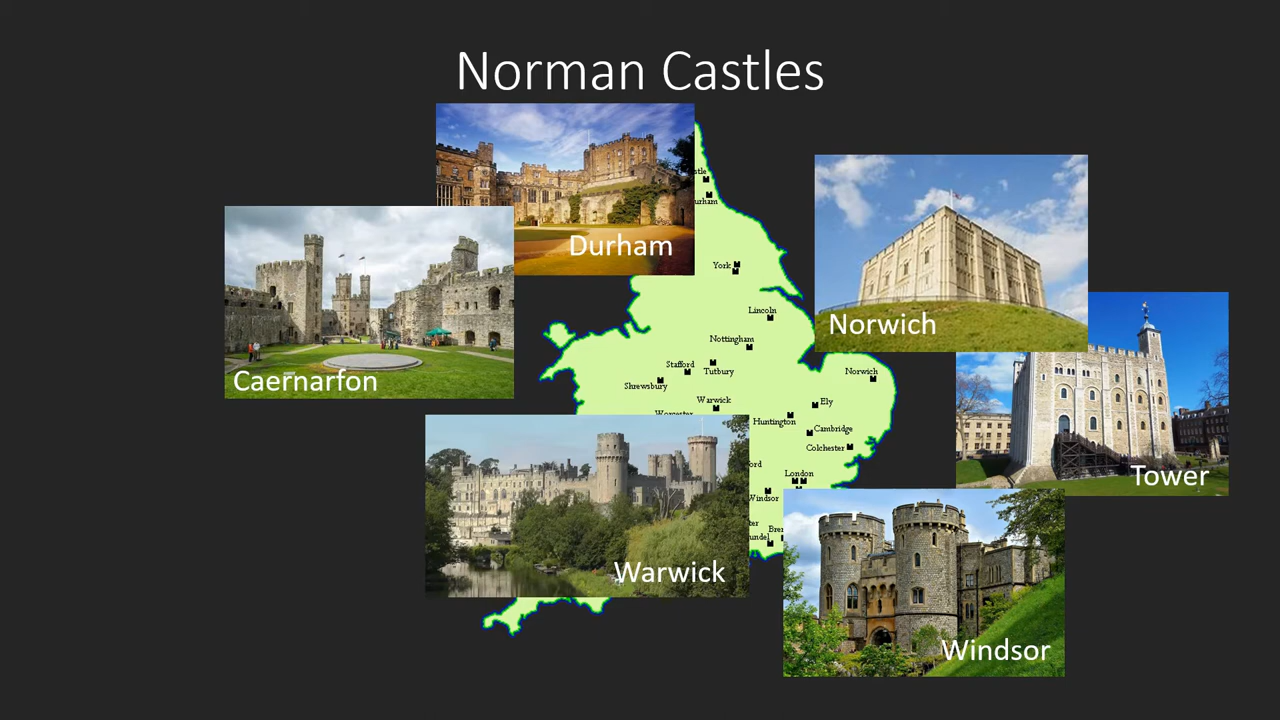 Norman Castles
Durham
Caernarfon
Norwich
Tower
Warwick
Windsor
York
Lincoln
Nottingham
Stafford
Tutbury
Shrewsbury
Norwich
Warwick
Ely
Huntington
Cambridge
Colchester
London
Windsor